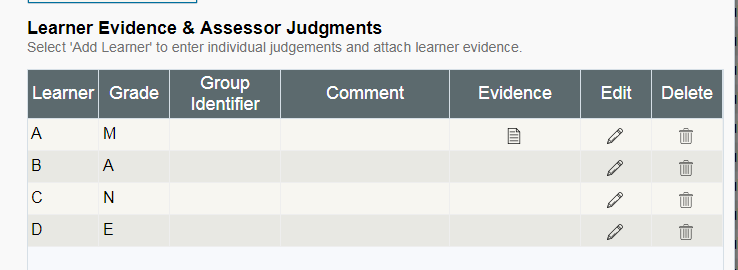 Learner Evidence & Assessor Judgments
Select 'Add Learner' to enter individual judgements and attach learner evidence.
Learner Grade Group Identifier Comment Evidence Edit Delete
A M
B A
C N
D E